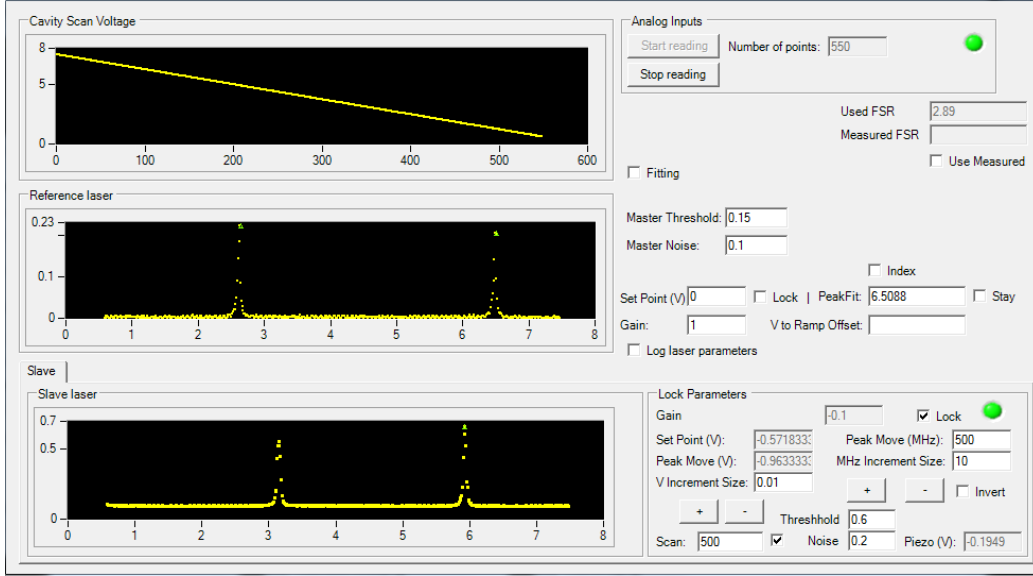 Cavity Scan Voltage
8
5
0
0 100 200 300 400 500 600
Analog Inputs
Start reading Number of points: 550
Stop reading
Used FSR 2.89
Measured FSR
Use Measured
Fitting
Reference laser
0.23
0.1
0
0 1 2 3 4 5 6 7 8
Master Threshold: 0.15
Master Noise: 0.1
Index
Set Point (V) 0 Lock | PeakFit: 6.5088 Stay
Gain: 1 V to Ramp Offset:
Log laser parameters
Slave
Slave laser
0.7
0.5
0
0 1 2 3 4 5 6 7 8
Lock Parameters
Gain -0.1 Lock
Set Point (V): -0.571833 Peak Move (MHz): 500
Peak Move (V): -0.963333 MHz Increment Size: 10
V Increment Size: 0.01
+ - Invert
+ - Threshhold 0.6
Scan: 500 Noise 0.2 Piezo (V): -0.1949